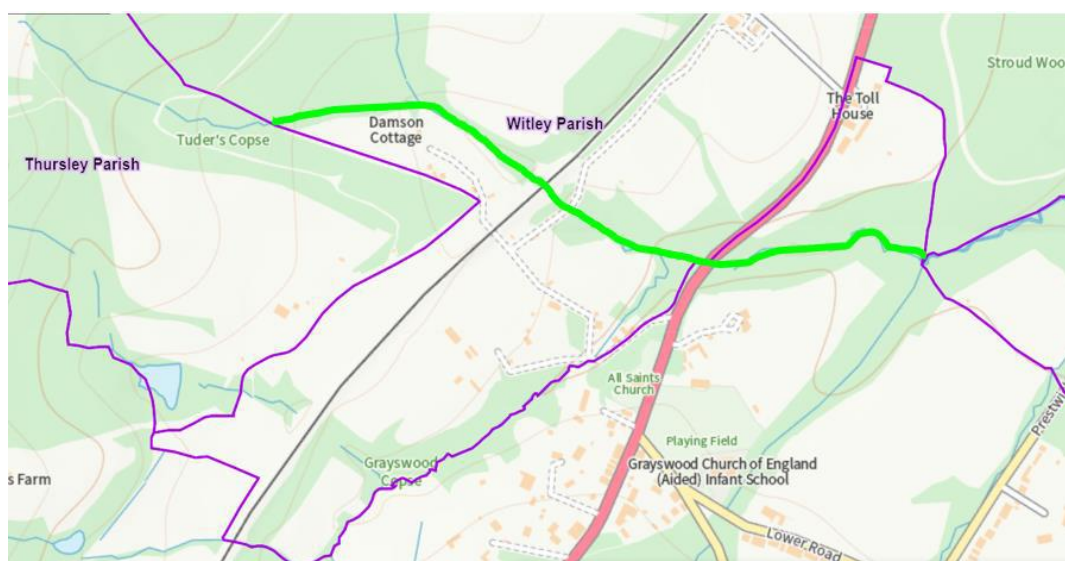 Stroud Woo
The Toll
House
Damson
Cottage
Witley Parish
Tuder's Copse
Thursley Parish
All Saints
Church
Prestwi
Playing Field
Grayswood
Copse
Grayswood Church of England
(Aided) Infant School
s Farm
Lower Road